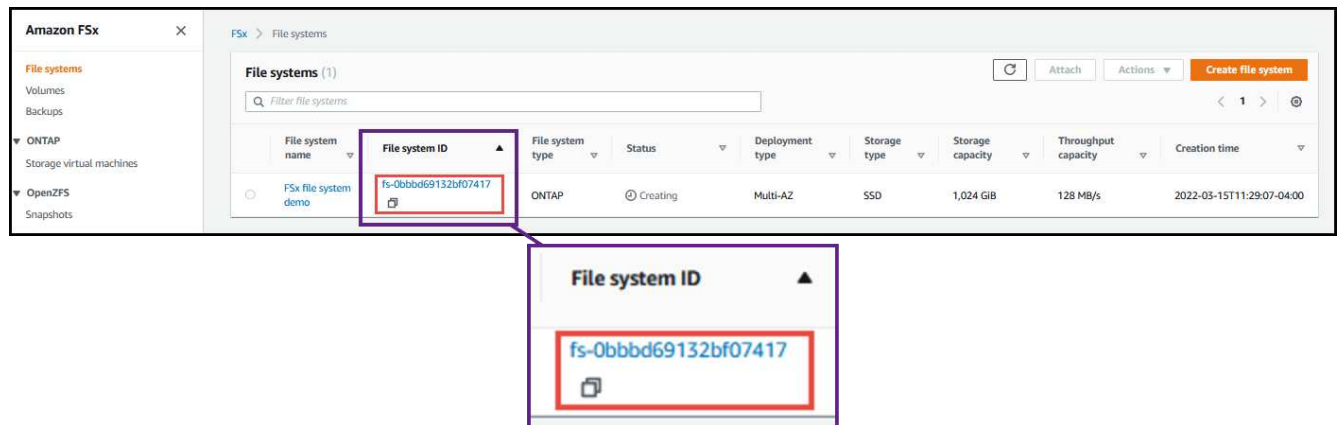 Amazon FSx
File systems
Volumes
Backups
ONTAP
Storage virtual machines
OpenZFS
Snapshots
FSx > File systems
File systems (1)
Attach Actions Create file system
Filter file systems
1
File system name File system ID File system type Status Deployment type Storage type Storage capacity Throughput capacity Creation time
FSx file system demo fs-0bbbd69132bf07417 ONTAP Creating Multi-AZ SSD 1,024 GiB 128 MB/s 2022-03-15T11:29:07-04:00
File system ID
fs-0bbbd69132bf07417